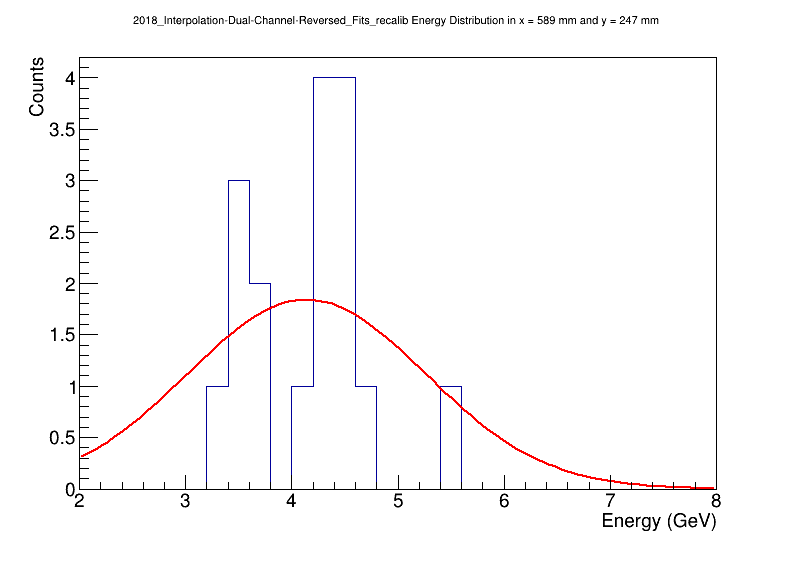 2018_Interpolation-Dual-Channel-Reversed_Fits_recalib Energy Distribution in x = 589 mm and y = 247 mm
Counts
4
3.5
3
2.5
2
1.5
1
0.5
0
2 3 4 5 6 7 8
Energy (GeV)